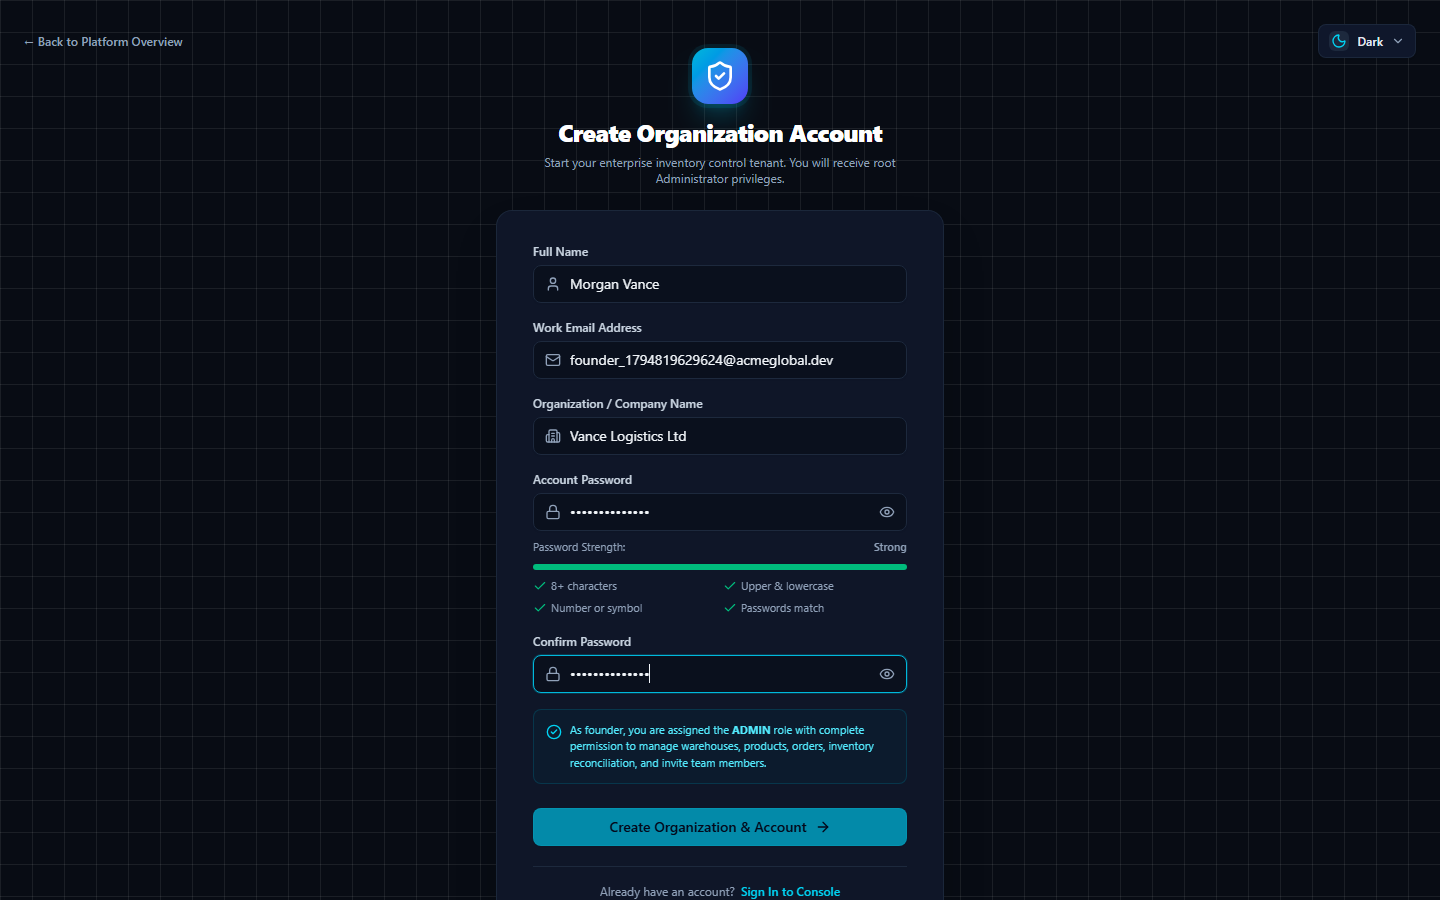 ← Back to Platform Overview
Dark
Create Organization Account
Start your enterprise inventory control tenant. You will receive root
Administrator privileges.
Full Name
Morgan Vance
Work Email Address
founder_1794819629624@acmeglobal.dev
Organization / Company Name
Vance Logistics Ltd
Account Password
••••••••••••••
Password Strength:
Strong
8+ characters
Upper & lowercase
Number or symbol
Passwords match
Confirm Password
••••••••••••••
As founder, you are assigned the ADMIN role with complete
permission to manage warehouses, products, orders, inventory
reconciliation, and invite team members.
Create Organization & Account →
Already have an account? Sign In to Console